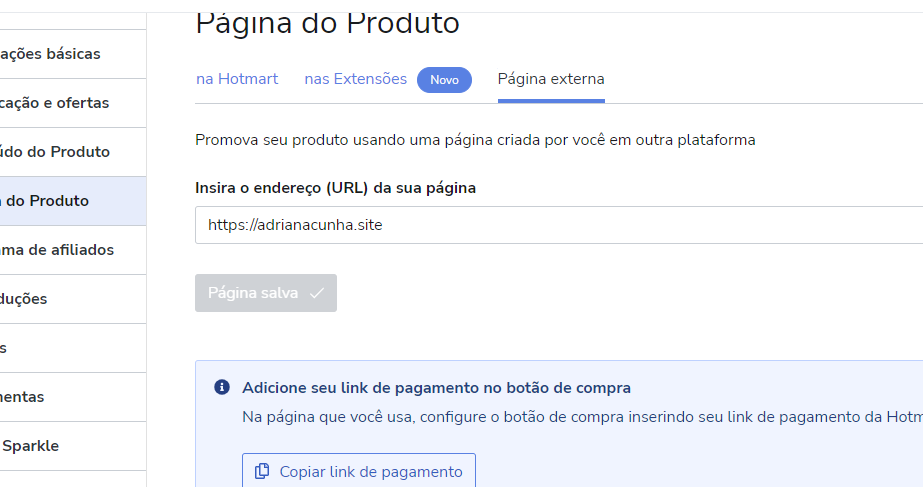 Página do Produto
ações básicas
na Hotmart nas Extensões Novo Página externa
cação e ofertas
Promova seu produto usando uma página criada por você em outra plataforma
údo do Produto
Insira o endereço (URL) da sua página
do Produto
https://adrianacunha.site
ma de afiliados
Página salva
duções
s
Adicione seu link de pagamento no botão de compra
mentas
Na página que você usa, configure o botão de compra inserindo seu link de pagamento da Hotm
Sparkle
Copiar link de pagamento